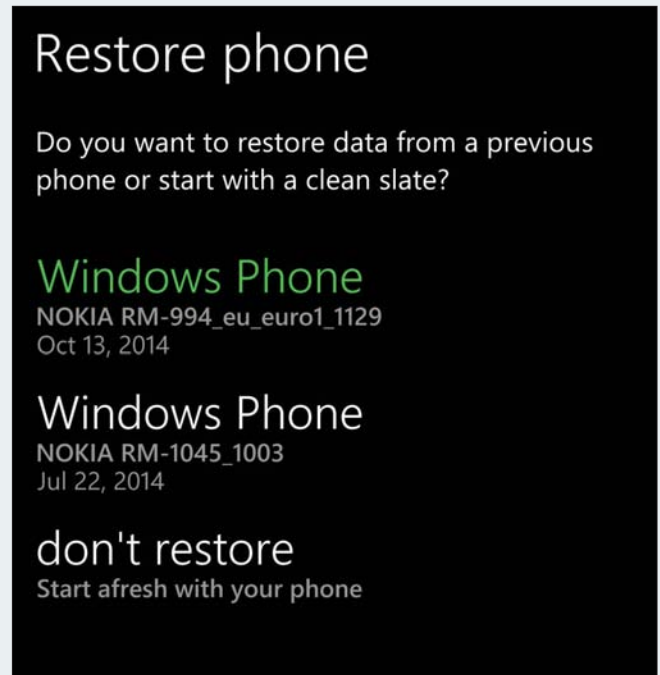 Restore phone
Do you want to restore data from a previous
phone or start with a clean slate?
Windows Phone
NOKIA RM-994_eu_euro1_1129
Oct 13, 2014
Windows Phone
NOKIA RM-1045_1003
Jul 22, 2014
don't restore
Start afresh with your phone